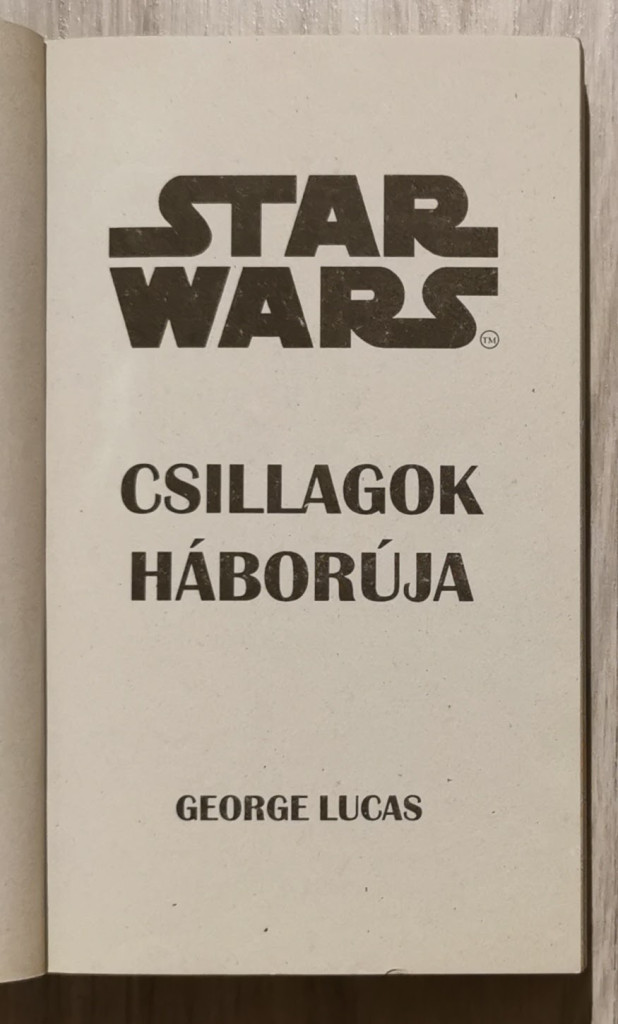 STAR
WARS
TM
CSILLAGOK
HÁBORÚJA
GEORGE LUCAS